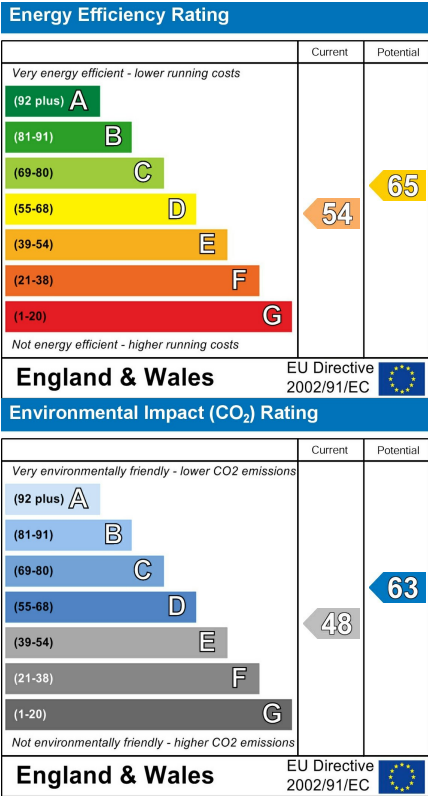 Energy Efficiency Rating
Current Potential
Very energy efficient - lower running costs
(92 plus) A
(81-91) B
(69-80) C
65
(55-68) D
54
(39-54) E
(21-38) F
(1-20) G
Not energy efficient - higher running costs
England & Wales
EU Directive
2002/91/EC
Environmental Impact (CO₂) Rating
Current Potential
Very environmentally friendly - lower CO2 emissions
(92 plus) A
(81-91) B
(69-80) C
63
(55-68) D
48
(39-54) E
(21-38) F
(1-20) G
Not environmentally friendly - higher CO2 emissions
England & Wales
EU Directive
2002/91/EC